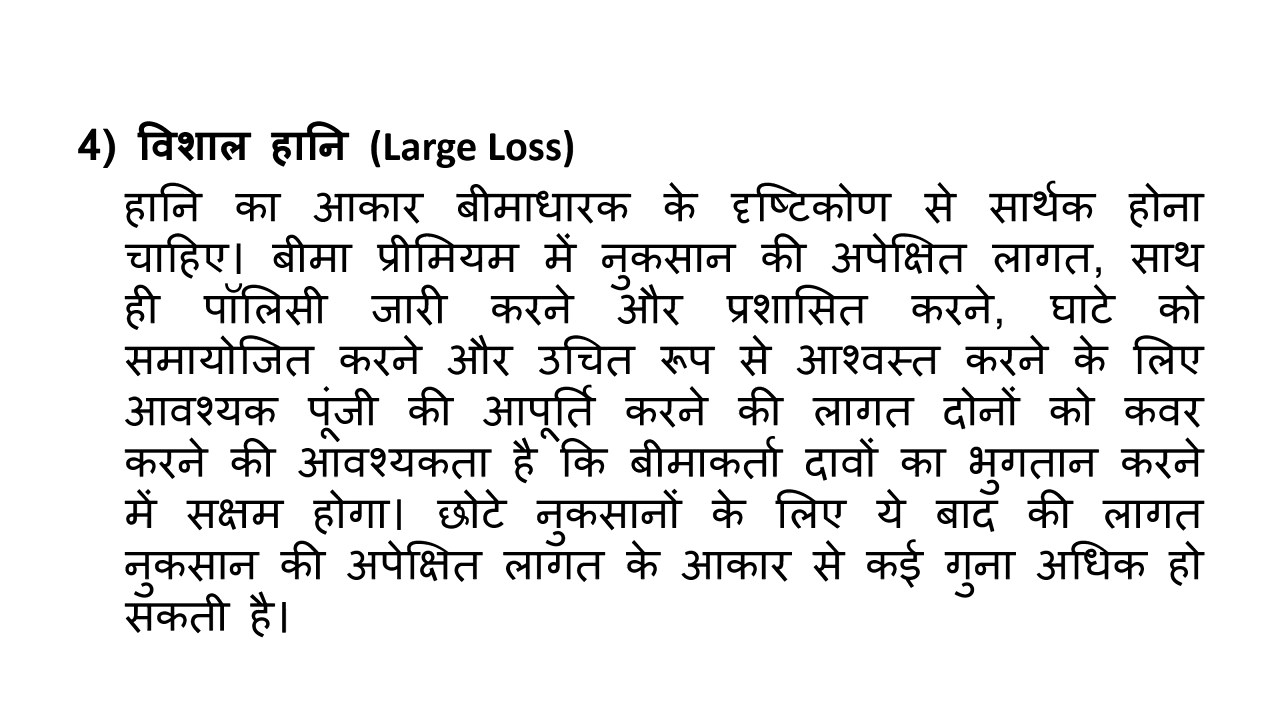 4) विशाल हानि (Large Loss)
हानि का आकार बीमाधारक के दृष्टिकोण से सार्थक होना
चाहिए। बीमा प्रीमियम में नुकसान की अपेक्षित लागत, साथ
ही पॉलिसी जारी करने और प्रशासित करने, घाटे को
समायोजित करने और उचित रूप से आश्वस्त करने के लिए
आवश्यक पूंजी की आपूर्ति करने की लागत दोनों को कवर
करने की आवश्यकता है कि बीमाकर्ता दावों का भुगतान करने
में सक्षम होगा। छोटे नुकसानों के लिए ये बाद की लागत
नुकसान की अपेक्षित लागत के आकार से कई गुना अधिक हो
सकती है।